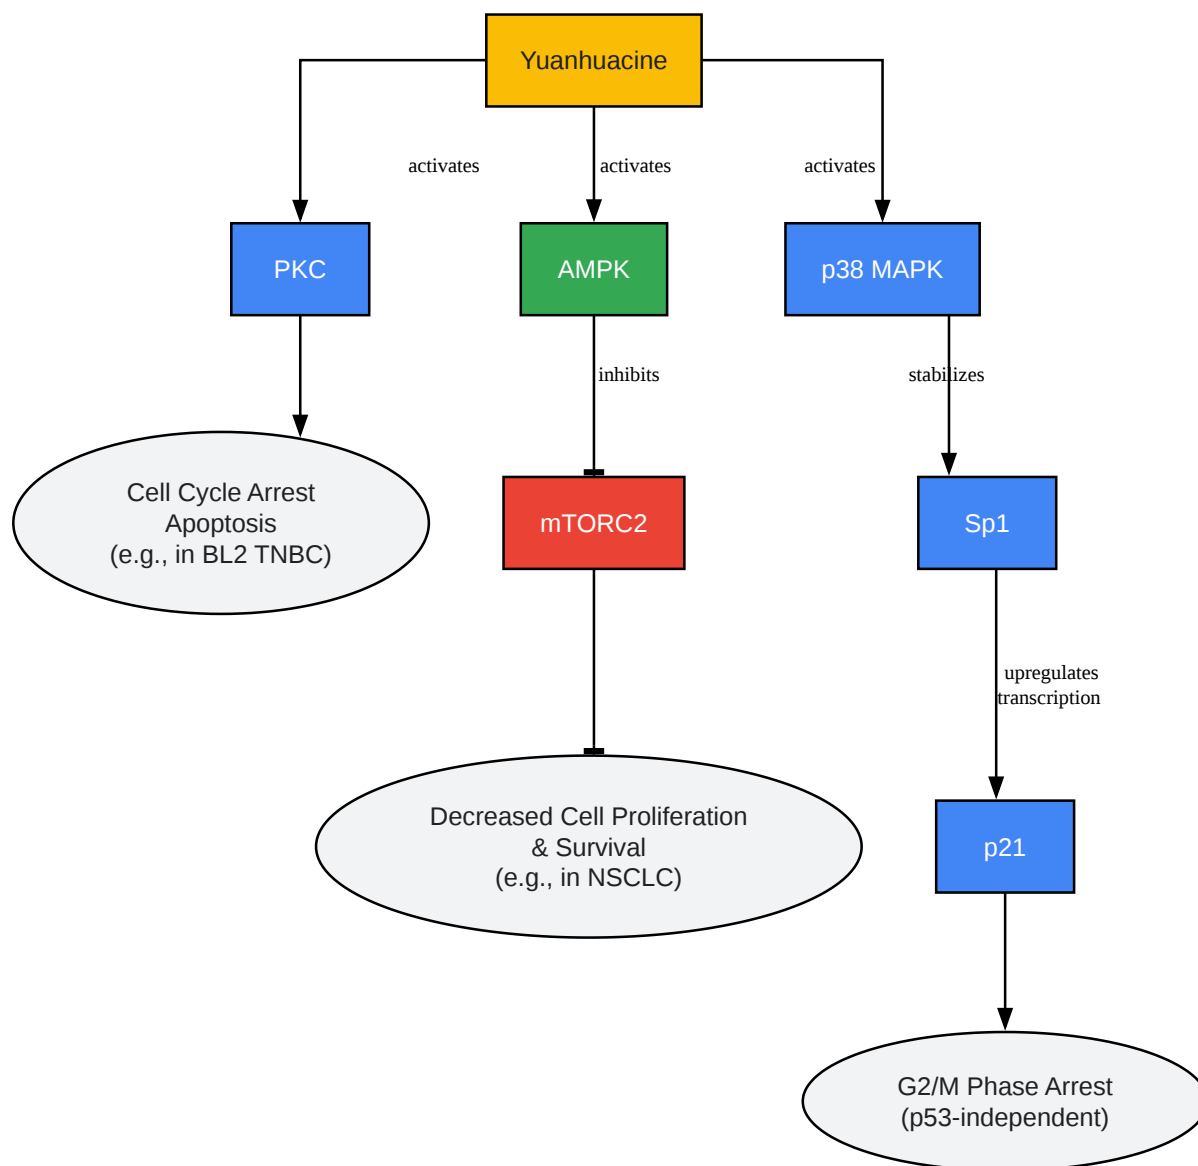 Yuanhuacine
activates
activates
activates
PKC
AMPK
p38 MAPK
inhibits
stabilizes
Cell Cycle Arrest
Apoptosis
(e.g., in BL2 TNBC)
mTORC2
Sp1
upregulates
transcription
Decreased Cell Proliferation
& Survival
(e.g., in NSCLC)
p21
G2/M Phase Arrest
(p53-independent)